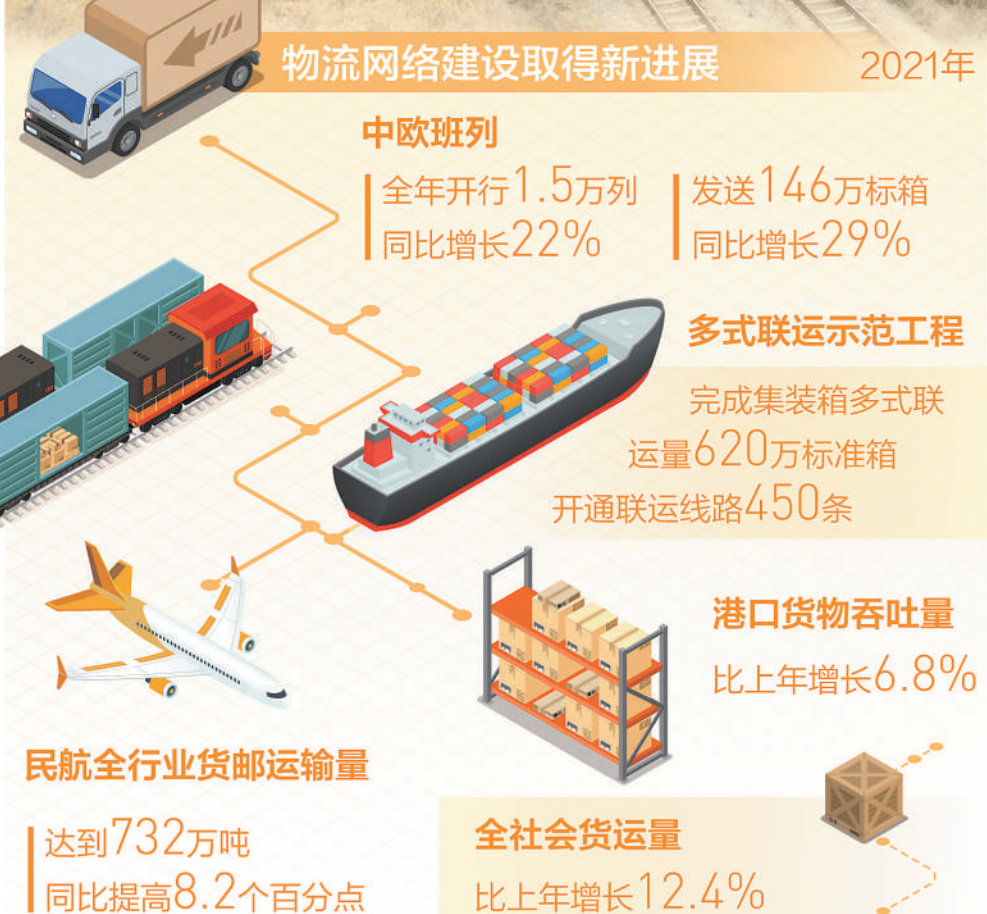 物流网络建设取得新进展
2021年
中欧班列
全年开行1.5万列
同比增长22%
发送146万标箱
同比增长29%
多式联运示范工程
完成集装箱多式联
运量620万标准箱
开通联运线路450条
港口货物吞吐量
比上年增长6.8%
民航全行业货邮运输量
达到732万吨
同比提高8.2个百分点
全社会货运量
比上年增长12.4%